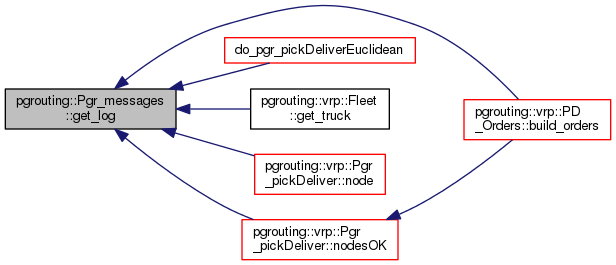 pgrouting::Pgr_messages
::get_log
do_pgr_pickDeliverEuclidean
pgrouting::vrp::Fleet
::get_truck
pgrouting::vrp::Pgr
_pickDeliver::node
pgrouting::vrp::Pgr
_pickDeliver::nodesOK
pgrouting::vrp::PD
_Orders::build_orders